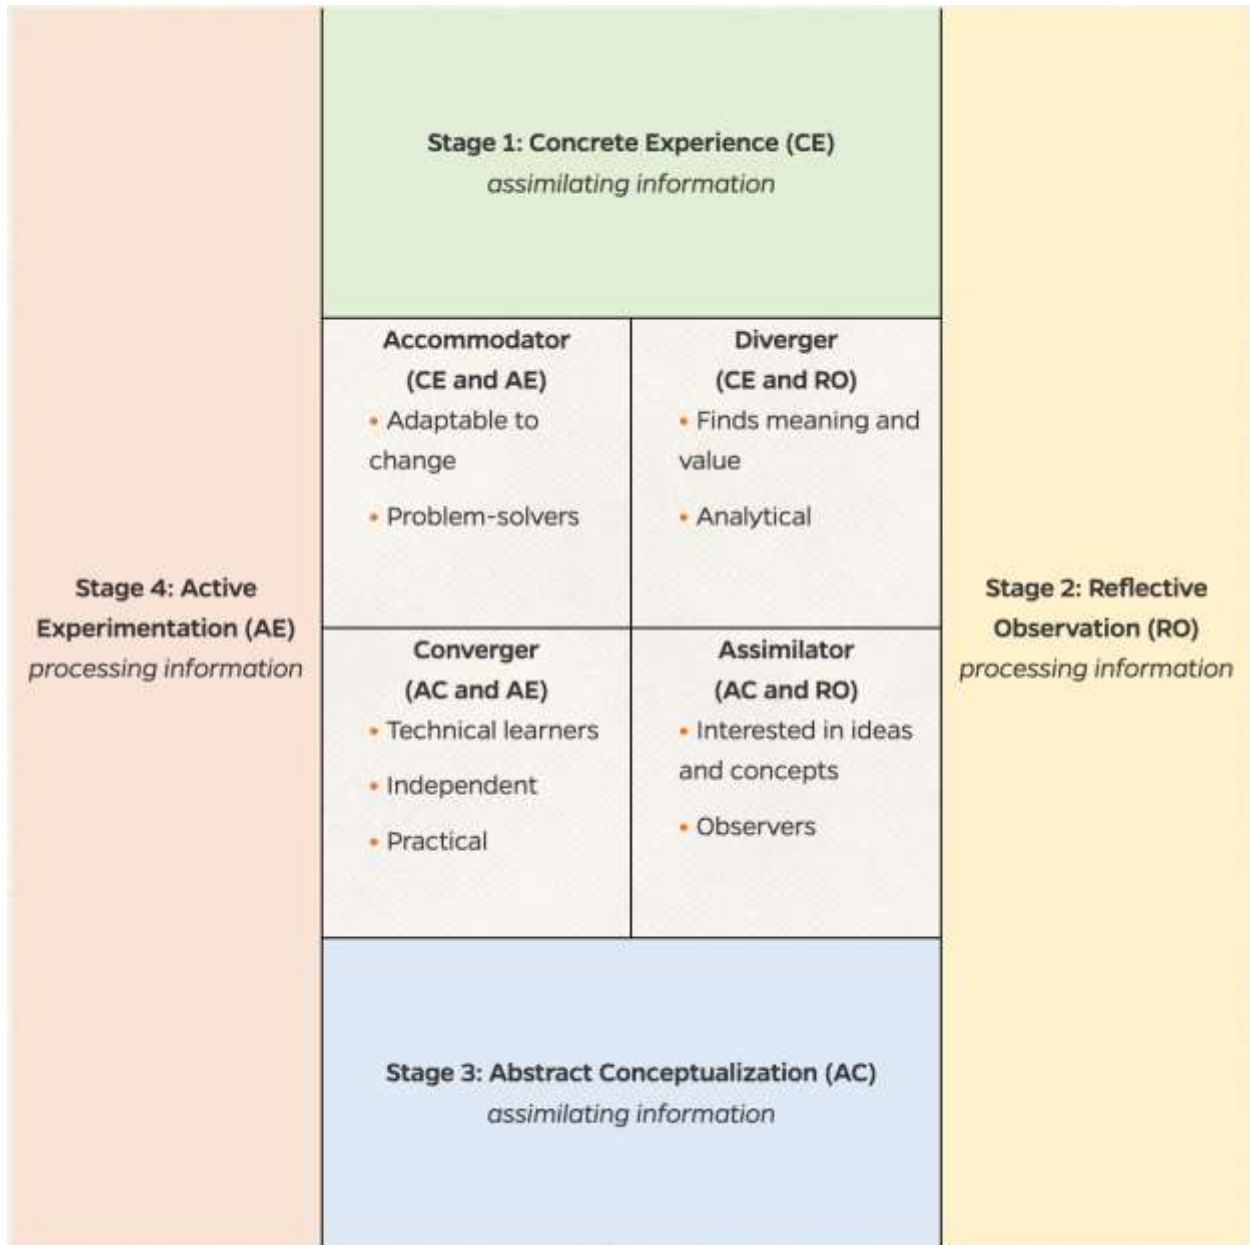 Stage 1: Concrete Experience (CE)
assimilating information
Accommodator
(CE and AE)
• Adaptable to
change
• Problem-solvers
Diverger
(CE and RO)
• Finds meaning and
value
• Analytical
Stage 4: Active
Experimentation (AE)
processing information
Stage 2: Reflective
Observation (RO)
processing information
Converger
(AC and AE)
• Technical learners
• Independent
• Practical
Assimilator
(AC and RO)
• Interested in ideas
and concepts
• Observers
Stage 3: Abstract Conceptualization (AC)
assimilating information